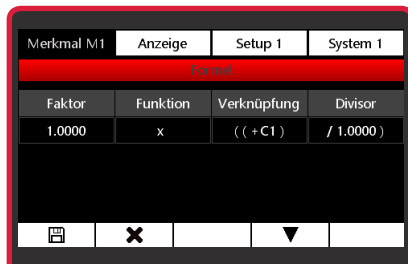 Merkmal M1 Anzeige Setup 1 System 1
Formel
Faktor Funktion Verknüpfung Divisor
1.0000 x ( ( +C1 ) / 1.0000 )